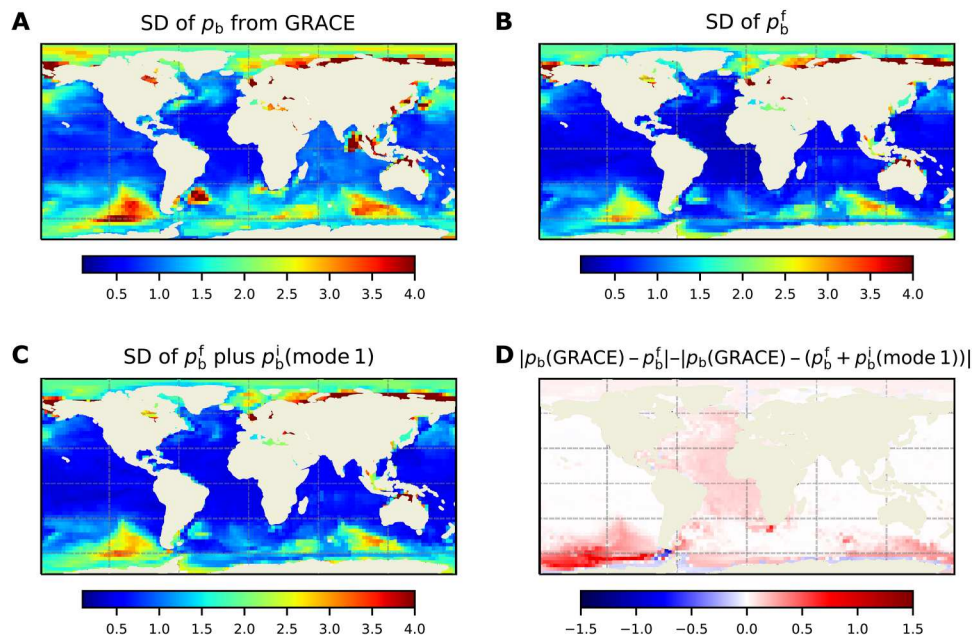 A SD of p_b from GRACE
B SD of p_b^f
0.5 1.0 1.5 2.0 2.5 3.0 3.5 4.0
0.5 1.0 1.5 2.0 2.5 3.0 3.5 4.0
C SD of p_b^f plus p_b^i(mode 1)
D |p_b(GRACE) − p_b^f|−|p_b(GRACE) − (p_b^f + p_b^i(mode 1))|
0.5 1.0 1.5 2.0 2.5 3.0 3.5 4.0
−1.5 −1.0 −0.5 0.0 0.5 1.0 1.5